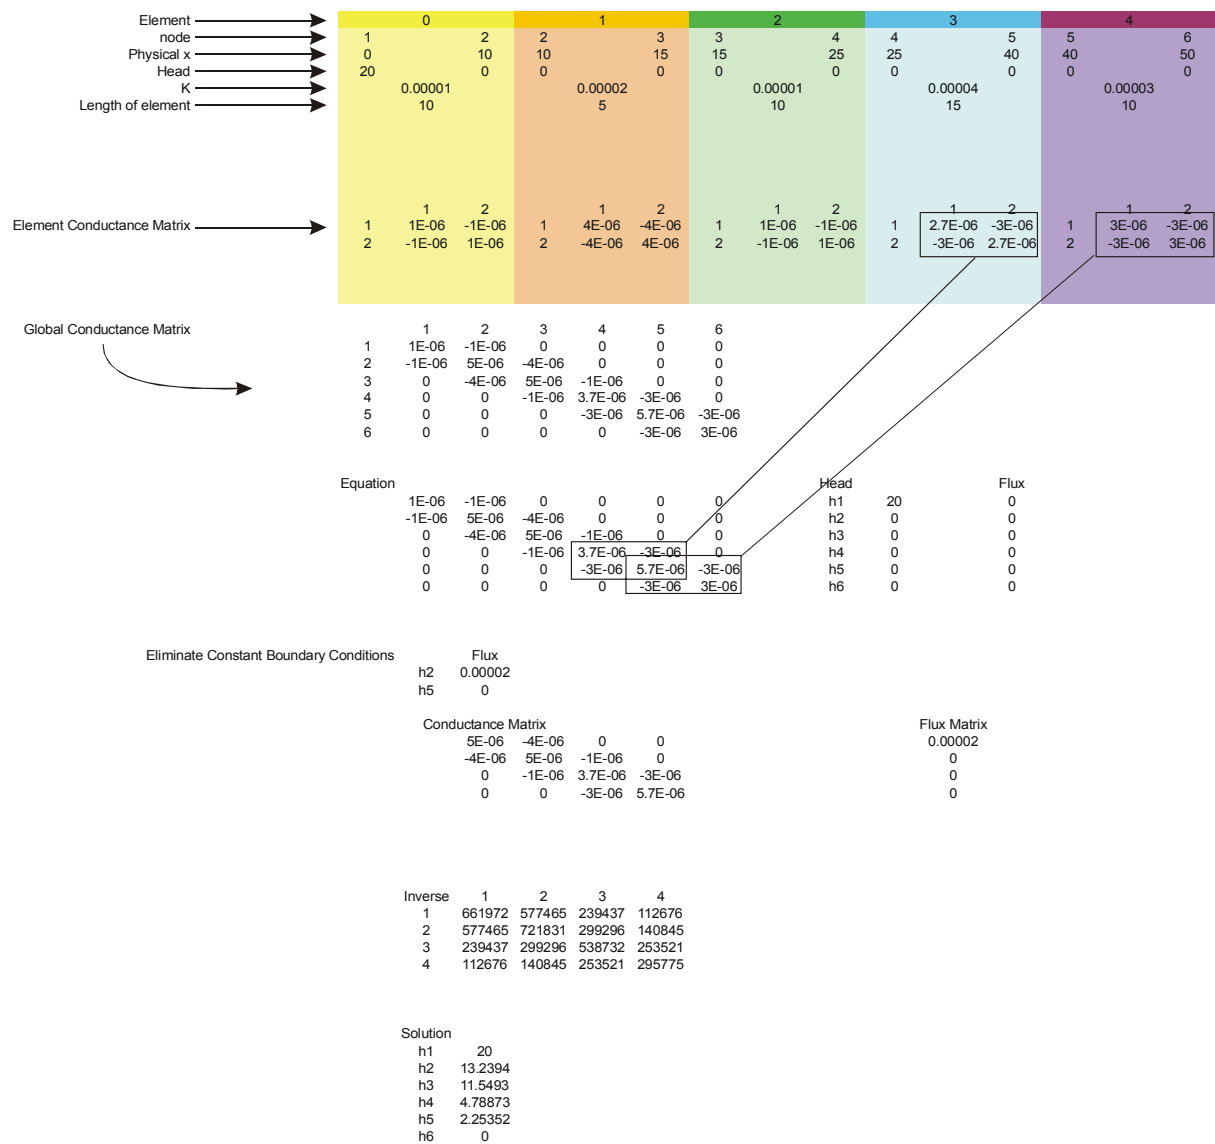 Element 0 1 2 3 4
node 1 2 2 3 3 4 4 5 5 6
Physical x 0 10 10 15 15 25 25 40 40 50
Head 20 0 0 0 0 0 0 0 0 0
K 0.00001 0.00002 0.00001 0.00004 0.00003
Length of element 10 5 10 15 10
1 2 1 2 1 2 1 2 1 2
Element Conductance Matrix 1 1E-06 -1E-06 1 4E-06 -4E-06 1 1E-06 -1E-06 1 2.7E-06 -3E-06 1 3E-06 -3E-06
2 -1E-06 1E-06 2 -4E-06 4E-06 2 -1E-06 1E-06 2 -3E-06 2.7E-06 2 -3E-06 3E-06
Global Conductance Matrix 1 2 3 4 5 6
1 1E-06 -1E-06 0 0 0 0
2 -1E-06 5E-06 -4E-06 0 0 0
3 0 -4E-06 5E-06 -1E-06 0 0
4 0 0 -1E-06 3.7E-06 -3E-06 0
5 0 0 0 -3E-06 5.7E-06 -3E-06
6 0 0 0 0 -3E-06 3E-06
Equation Head Flux
1E-06 -1E-06 0 0 0 0 h1 20 0
-1E-06 5E-06 -4E-06 0 0 0 h2 0 0
0 -4E-06 5E-06 -1E-06 0 0 h3 0 0
0 0 -1E-06 3.7E-06 -3E-06 0 h4 0 0
0 0 0 -3E-06 5.7E-06 -3E-06 h5 0 0
0 0 0 0 -3E-06 3E-06 h6 0 0
Eliminate Constant Boundary Conditions Flux
h2 0.00002
h5 0
Conductance Matrix Flux Matrix
5E-06 -4E-06 0 0 0.00002
-4E-06 5E-06 -1E-06 0 0
0 -1E-06 3.7E-06 -3E-06 0
0 0 -3E-06 5.7E-06 0
Inverse 1 2 3 4
1 661972 577465 239437 112676
2 577465 721831 299296 140845
3 239437 299296 538732 253521
4 112676 140845 253521 295775
Solution
h1 20
h2 13.2394
h3 11.5493
h4 4.78873
h5 2.25352
h6 0